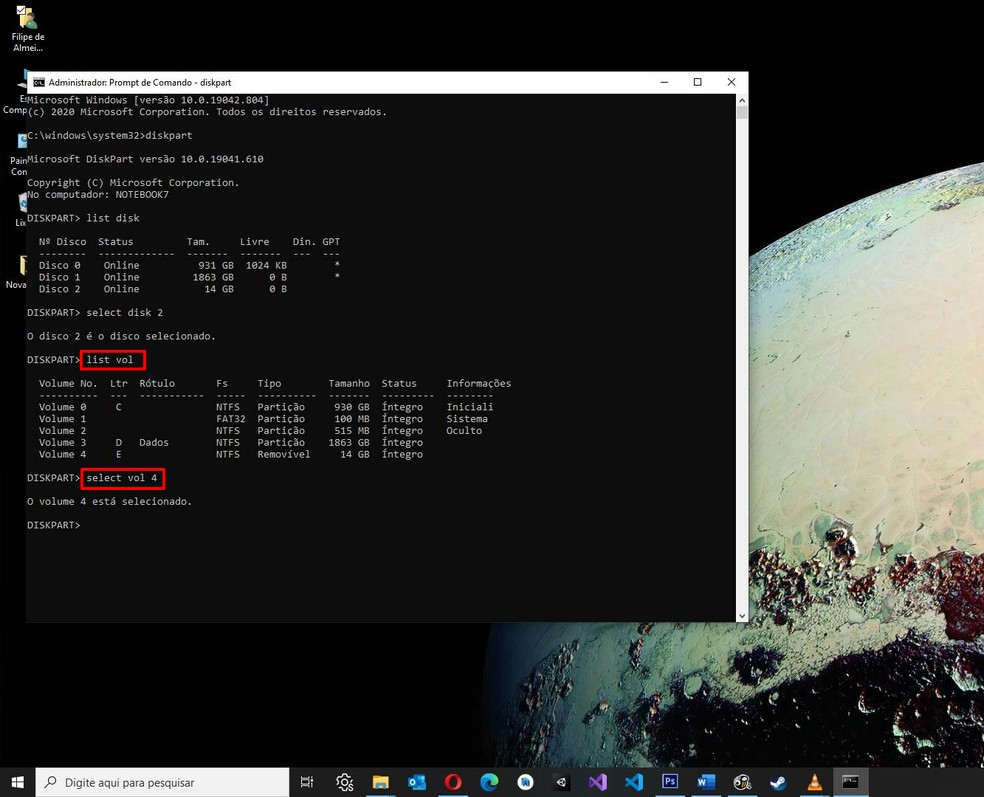 Filipe de
Almei...
Administrador: Prompt de Comando - diskpart
Microsoft Windows [versão 10.0.19042.804]
(c) 2020 Microsoft Corporation. Todos os direitos reservados.
C:\windows\system32>diskpart
Microsoft DiskPart versão 10.0.19041.610
Copyright (C) Microsoft Corporation.
No computador: NOTEBOOK7
DISKPART> list disk
Nº Disco Status Tam. Livre Din. GPT
-------- ------------- ------- ------- --- ---
Disco 0 Online 931 GB 1024 KB *
Disco 1 Online 1863 GB 0 B *
Disco 2 Online 14 GB 0 B
DISKPART> select disk 2
O disco 2 é o disco selecionado.
DISKPART> list vol
Volume No. Ltr Rótulo Fs Tipo Tamanho Status Informações
---------- --- ----------- ----- ---------- ------- --------- --------
Volume 0 C NTFS Partição 930 GB Íntegro Iniciali
Volume 1 FAT32 Partição 100 MB Íntegro Sistema
Volume 2 NTFS Partição 515 MB Íntegro Oculto
Volume 3 D Dados NTFS Partição 1863 GB Íntegro
Volume 4 E NTFS Removível 14 GB Íntegro
DISKPART> select vol 4
O volume 4 está selecionado.
DISKPART>
Es
Comp
Pain
Con
Lix
Nova
Digite aqui para pesquisar
Ps
W